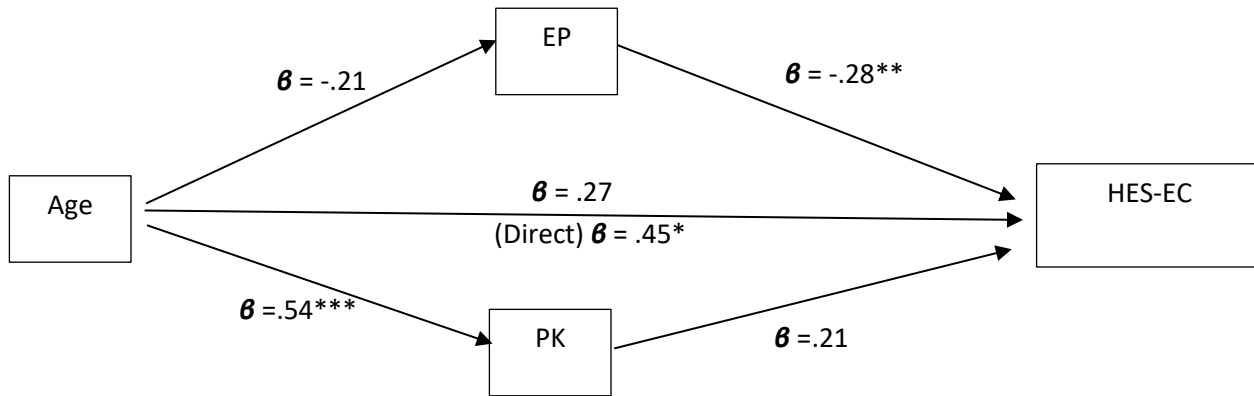 EP
β = -.21
β = -.28**
Age
β = .27
HES-EC
(Direct) β = .45*
β =.54***
PK
β =.21